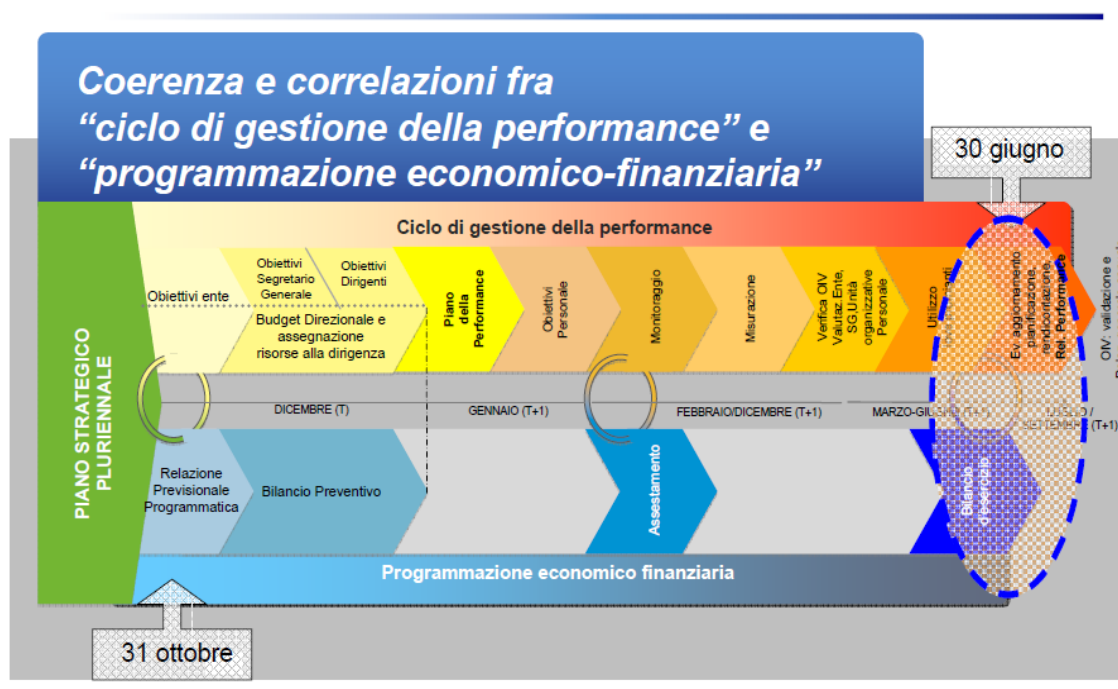 Coerenza e correlazioni fra
“ciclo di gestione della performance” e
“programmazione economico-finanziaria”
30 giugno
Ciclo di gestione della performance
PIANO STRATEGICO
PLURIENNALE
Obiettivi ente
Obiettivi
Segretario
Generale
Obiettivi
Dirigenti
Budget Direzionale e
assegnazione
risorse alla dirigenza
Piano
della
Performance
Obiettivi
Personale
Monitoraggio
Misurazione
Verifica OIV
Valutaz.Ente,
SG,Unità
organizzative
Personale
Utilizzo
Ev. aggiornamento
pianificazione,
rendicontazione,
Rel. Performance
OIV: validazione e
DICEMBRE (T)
GENNAIO (T+1)
FEBBRAIO/DICEMBRE (T+1)
MARZO-GIUGNO (T+1)
LUGLIO /
SETTEMBRE (T+1)
Relazione
Previsionale
Programmatica
Bilancio Preventivo
Assestamento
Bilancio
d'esercizio
Programmazione economico finanziaria
31 ottobre